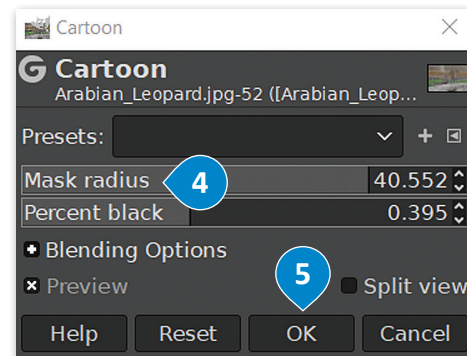 Cartoon
G Cartoon
Arabian_Leopard.jpg-52 ([Arabian_Leop...
Presets:
Mask radius 4 40.552
Percent black 0.395
Blending Options
5
Preview Split view
Help Reset OK Cancel